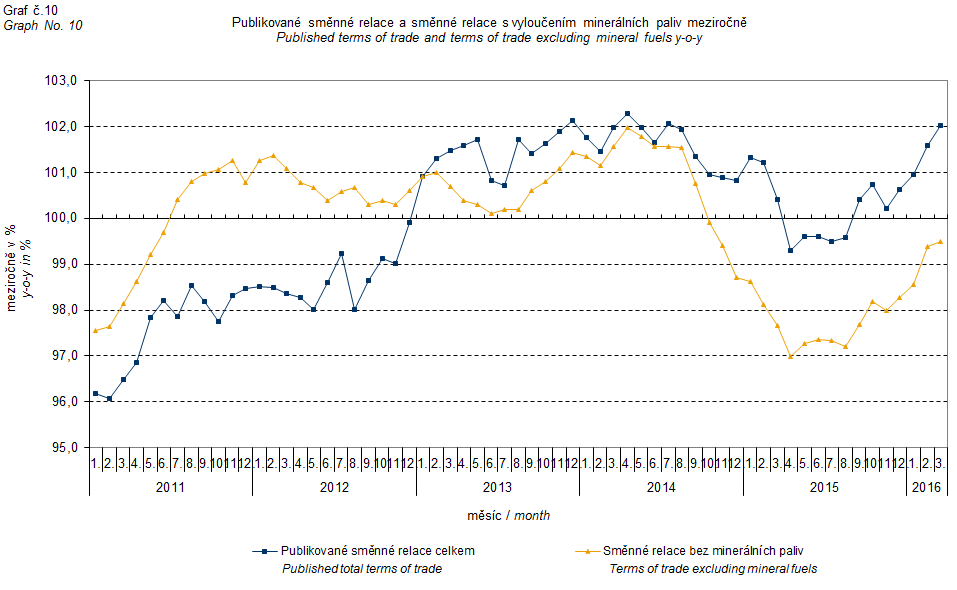 Graf č.10
Graph No. 10
Publikované směnné relace a směnné relace s vyloučením minerálních paliv meziročně
Published terms of trade and terms of trade excluding mineral fuels y-o-y
meziročně v %
y-o-y in %
103,0
102,0
101,0
100,0
99,0
98,0
97,0
96,0
95,0
1. 2. 3. 4. 5. 6. 7. 8. 9. 10 11 12. 1. 2. 3. 4. 5. 6. 7. 8. 9. 10 11 12 1. 2. 3. 4. 5. 6. 7. 8. 9. 10 11 12 1. 2. 3. 4. 5. 6. 7. 8. 9. 10 11 12. 1. 2. 3. 4. 5. 6. 7. 8. 9. 10 11 12 1. 2. 3.
2011 2012 2013 2014 2015 2016
měsíc / month
Publikované směnné relace celkem
Published total terms of trade
Směnné relace bez minerálních paliv
Terms of trade excluding mineral fuels